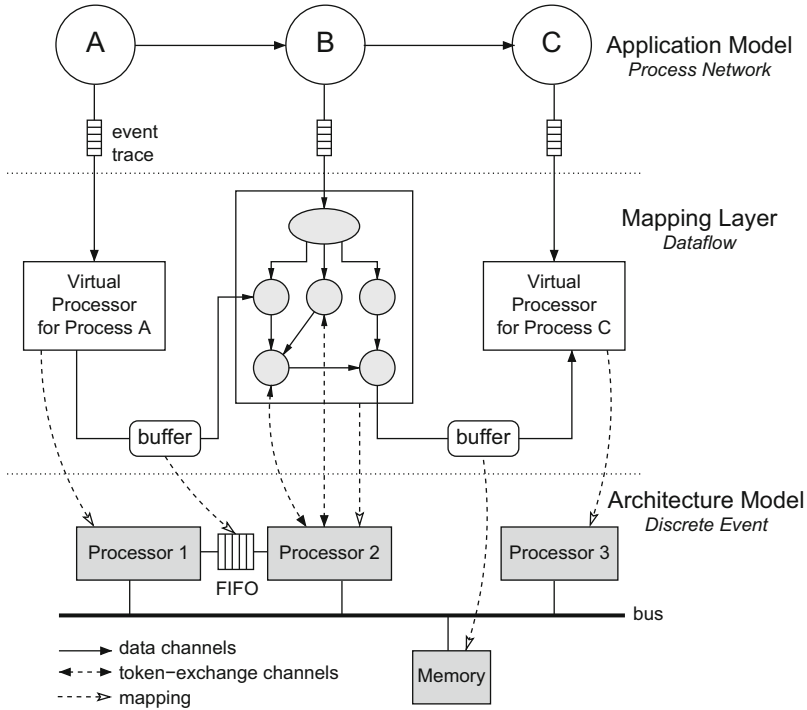 A
B
C
Application Model
Process Network
event
trace
Mapping Layer
Dataflow
Virtual
Processor
for Process A
Virtual
Processor
for Process C
buffer
buffer
Architecture Model
Discrete Event
Processor 1
FIFO
Processor 2
Processor 3
bus
data channels
token−exchange channels
mapping
Memory